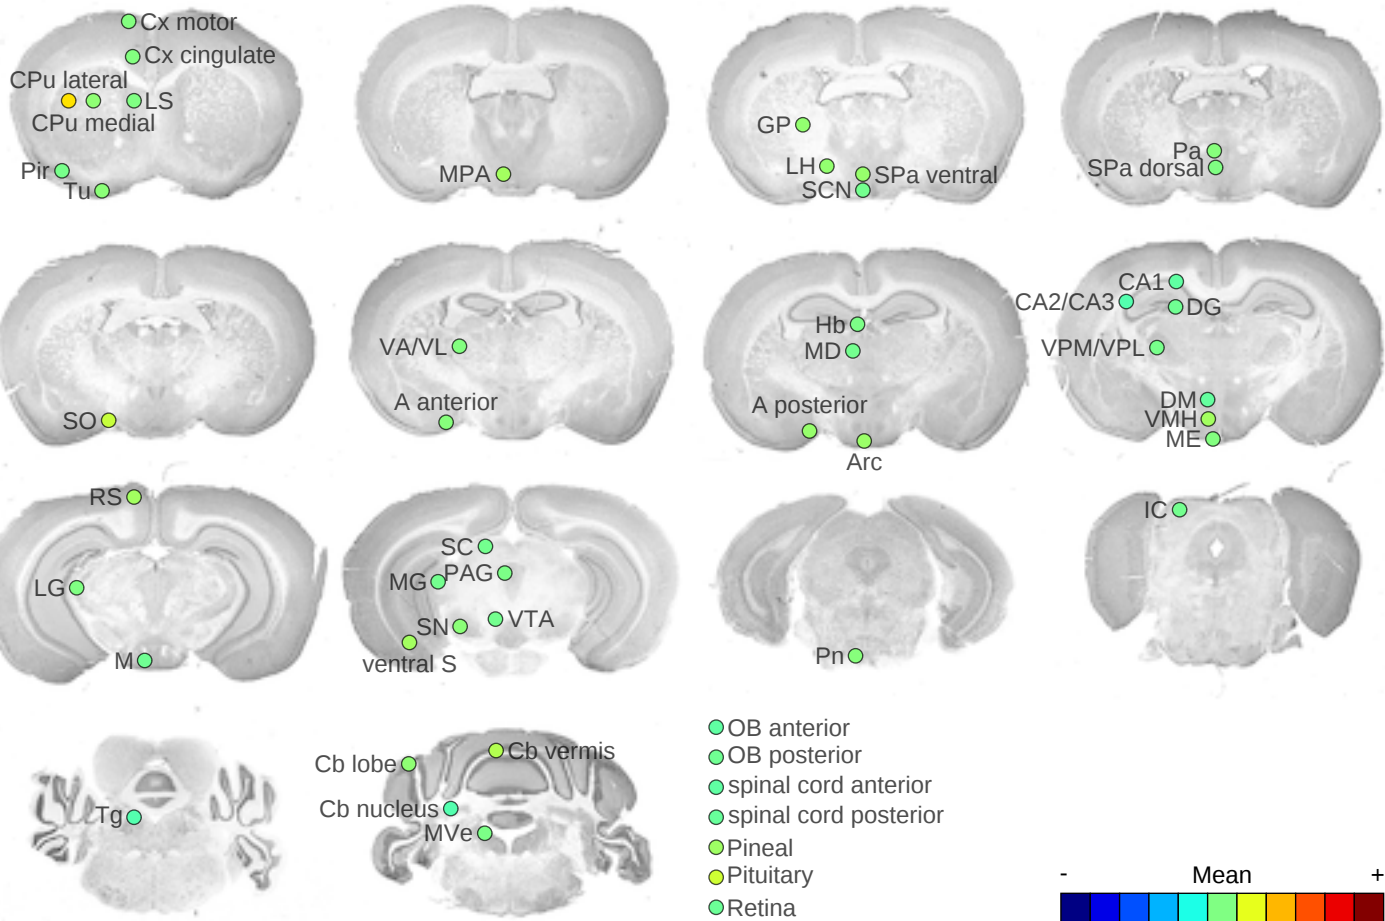 Cx motor
Cx cingulate
CPu lateral
LS
CPu medial
Pir
Tu
MPA
GP
LH
SPa ventral
SCN
Pa
SPa dorsal
SO
VA/VL
A anterior
Hb
MD
A posterior
Arc
CA1
CA2/CA3
DG
VPM/VPL
DM
VMH
ME
RS
LG
M
SC
MG
PAG
SN
VTA
ventral S
Pn
IC
Tg
Cb lobe
Cb vermis
Cb nucleus
MVe
OB anterior
OB posterior
spinal cord anterior
spinal cord posterior
Pineal
Pituitary
Retina
- Mean +